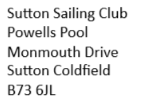 Sutton Sailing Club
Powells Pool
Monmouth Drive
Sutton Coldfield
B73 6JL